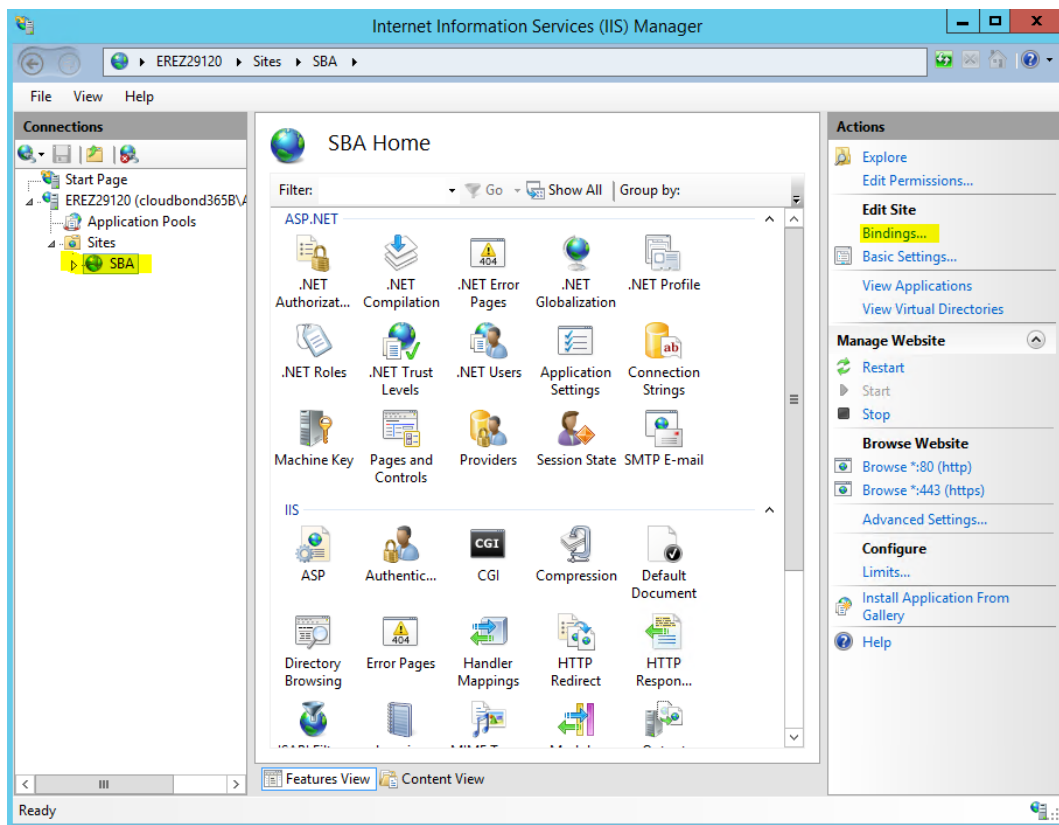 Internet Information Services (IIS) Manager
EREZ29120
Sites
SBA
File View Help
Connections
Start Page
EREZ29120 (cloudbond365B\A
Application Pools
Sites
SBA
SBA Home
Filter: Go Show All Group by:
ASP.NET
.NET Authorizat...
.NET Compilation
.NET Error Pages
.NET Globalization
.NET Profile
.NET Roles
.NET Trust Levels
.NET Users
Application Settings
Connection Strings
Machine Key
Pages and Controls
Providers
Session State
SMTP E-mail
IIS
ASP
Authentic...
CGI
Compression
Default Document
Directory Browsing
Error Pages
Handler Mappings
HTTP Redirect
HTTP Respon...
Features View Content View
Actions
Explore
Edit Permissions...
Edit Site
Bindings...
Basic Settings...
View Applications
View Virtual Directories
Manage Website
Restart
Start
Stop
Browse Website
Browse *:80 (http)
Browse *:443 (https)
Advanced Settings...
Configure
Limits...
Install Application From
Gallery
Help
Ready